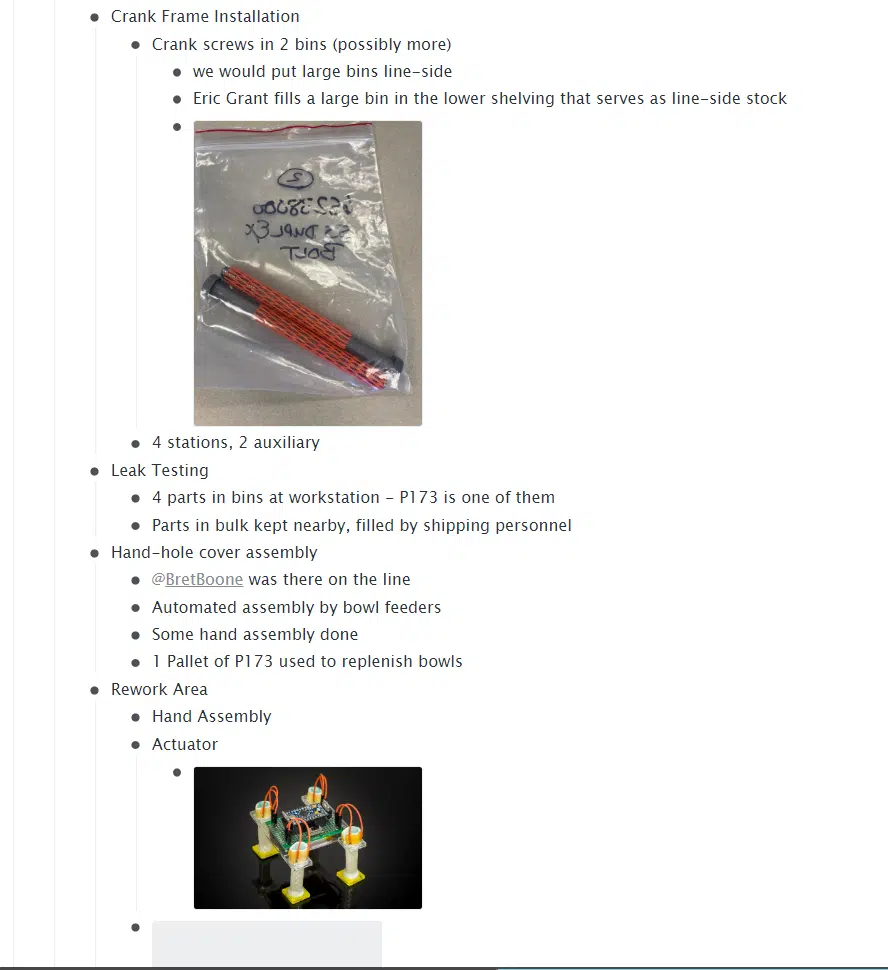 Crank Frame Installation
Crank screws in 2 bins (possibly more)
we would put large bins line-side
Eric Grant fills a large bin in the lower shelving that serves as line-side stock
2
SS DUPLEX
BOLT
4 stations, 2 auxiliary
Leak Testing
4 parts in bins at workstation - P173 is one of them
Parts in bulk kept nearby, filled by shipping personnel
Hand-hole cover assembly
@BretBoone was there on the line
Automated assembly by bowl feeders
Some hand assembly done
1 Pallet of P173 used to replenish bowls
Rework Area
Hand Assembly
Actuator